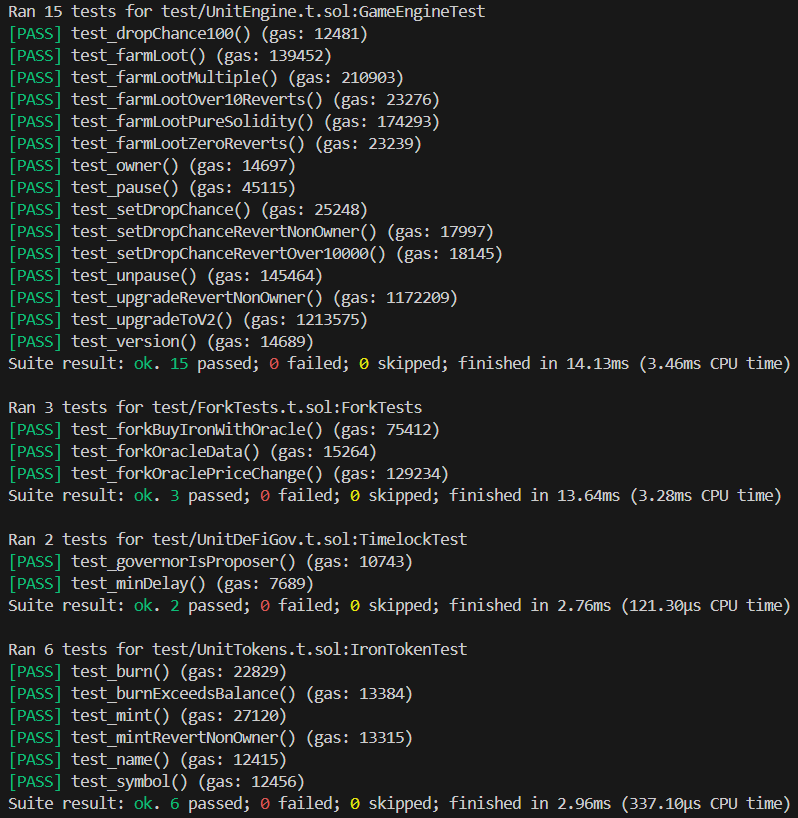 Ran 15 tests for test/UnitEngine.t.sol:GameEngineTest
[PASS] test_dropChance100() (gas: 12481)
[PASS] test_farmLoot() (gas: 139452)
[PASS] test_farmLootMultiple() (gas: 210903)
[PASS] test_farmLootOver10Reverts() (gas: 23276)
[PASS] test_farmLootPureSolidity() (gas: 174293)
[PASS] test_farmLootZeroReverts() (gas: 23239)
[PASS] test_owner() (gas: 14697)
[PASS] test_pause() (gas: 45115)
[PASS] test_setDropChance() (gas: 25248)
[PASS] test_setDropChanceRevertNonOwner() (gas: 17997)
[PASS] test_setDropChanceRevertOver10000() (gas: 18145)
[PASS] test_unpause() (gas: 145464)
[PASS] test_upgradeRevertNonOwner() (gas: 1172209)
[PASS] test_upgradeToV2() (gas: 1213575)
[PASS] test_version() (gas: 14689)
Suite result: ok. 15 passed; 0 failed; 0 skipped; finished in 14.13ms (3.46ms CPU time)
Ran 3 tests for test/ForkTests.t.sol:ForkTests
[PASS] test_forkBuyIronWithOracle() (gas: 75412)
[PASS] test_forkOracleData() (gas: 15264)
[PASS] test_forkOraclePriceChange() (gas: 129234)
Suite result: ok. 3 passed; 0 failed; 0 skipped; finished in 13.64ms (3.28ms CPU time)
Ran 2 tests for test/UnitDeFiGov.t.sol:TimelockTest
[PASS] test_governorIsProposer() (gas: 10743)
[PASS] test_minDelay() (gas: 7689)
Suite result: ok. 2 passed; 0 failed; 0 skipped; finished in 2.76ms (121.30µs CPU time)
Ran 6 tests for test/UnitTokens.t.sol:IronTokenTest
[PASS] test_burn() (gas: 22829)
[PASS] test_burnExceedsBalance() (gas: 13384)
[PASS] test_mint() (gas: 27120)
[PASS] test_mintRevertNonOwner() (gas: 13315)
[PASS] test_name() (gas: 12415)
[PASS] test_symbol() (gas: 12456)
Suite result: ok. 6 passed; 0 failed; 0 skipped; finished in 2.96ms (337.10µs CPU time)